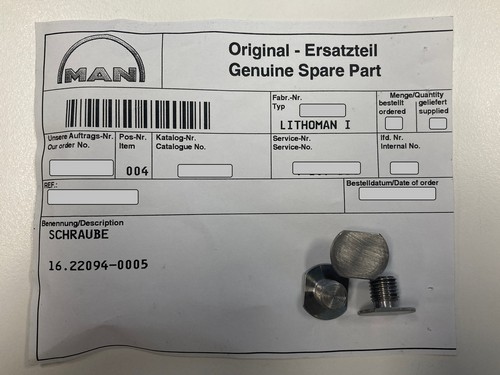 MAN
Original - Ersatzteil
Genuine Spare Part
Fabr.-Nr.
Typ
LITHOMAN I
Menge/Quantity
bestellt geliefert
ordered supplied
Unsere Auftrags-Nr.
Our order No.
Pos-Nr.
Item
004
Katalog-Nr.
Catalogue No.
Service-Nr.
Service-No.
lfd. Nr.
Internal No.
REF.:
Bestelldatum/Date of order
Benennung/Description
SCHRAUBE
16.22094-0005